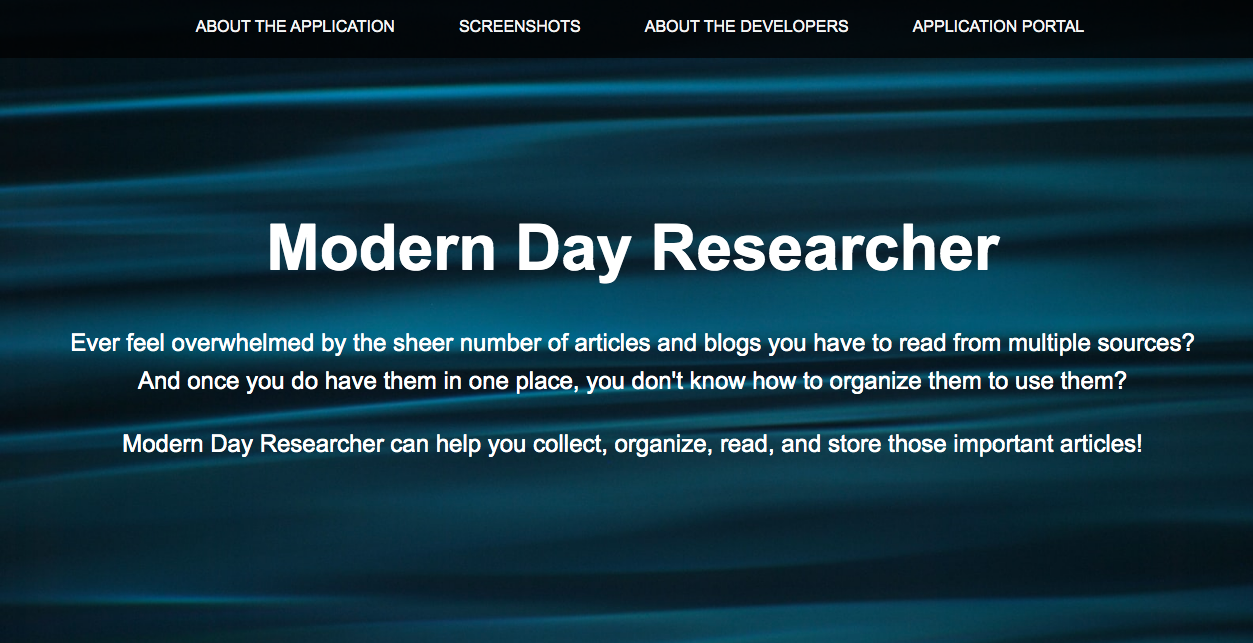 ABOUT THE APPLICATION SCREENSHOTS ABOUT THE DEVELOPERS APPLICATION PORTAL
Modern Day Researcher
Ever feel overwhelmed by the sheer number of articles and blogs you have to read from multiple sources?
And once you do have them in one place, you don't know how to organize them to use them?
Modern Day Researcher can help you collect, organize, read, and store those important articles!